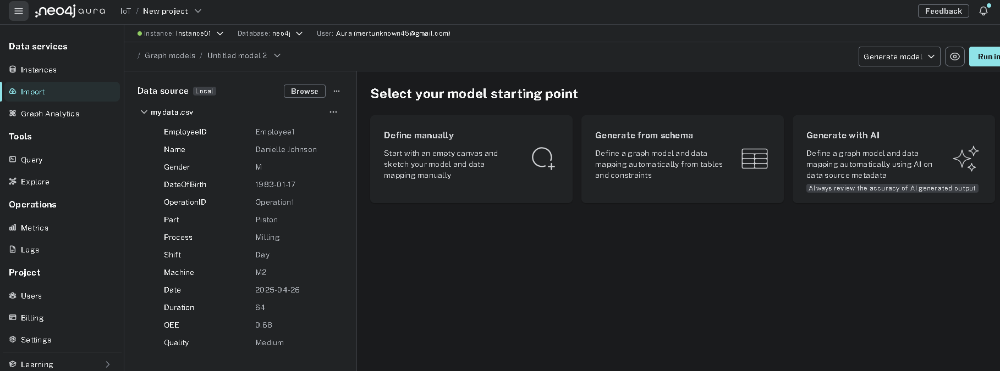 neo4j aura
IoT / New project
Feedback
Data services
Instances
Import
Graph Analytics
Tools
Query
Explore
Operations
Metrics
Logs
Project
Users
Billing
Settings
Learning
Instance: Instance01
Database: neo4j
User: Aura (mertunknown45@gmail.com)
/ Graph models / Untitled model 2
Generate model
Run in
Data source Local
Browse
mydata.csv
EmployeeID Employee1
Name Danielle Johnson
Gender M
DateOfBirth 1983-01-17
OperationID Operation1
Part Piston
Process Milling
Shift Day
Machine M2
Date 2025-04-26
Duration 64
OEE 0.68
Quality Medium
Select your model starting point
Define manually
Start with an empty canvas and
sketch your model and data
mapping manually
Generate from schema
Define a graph model and data
mapping automatically from tables
and constraints
Generate with AI
Define a graph model and data
mapping automatically using AI on
data source metadata
Always review the accuracy of AI generated output